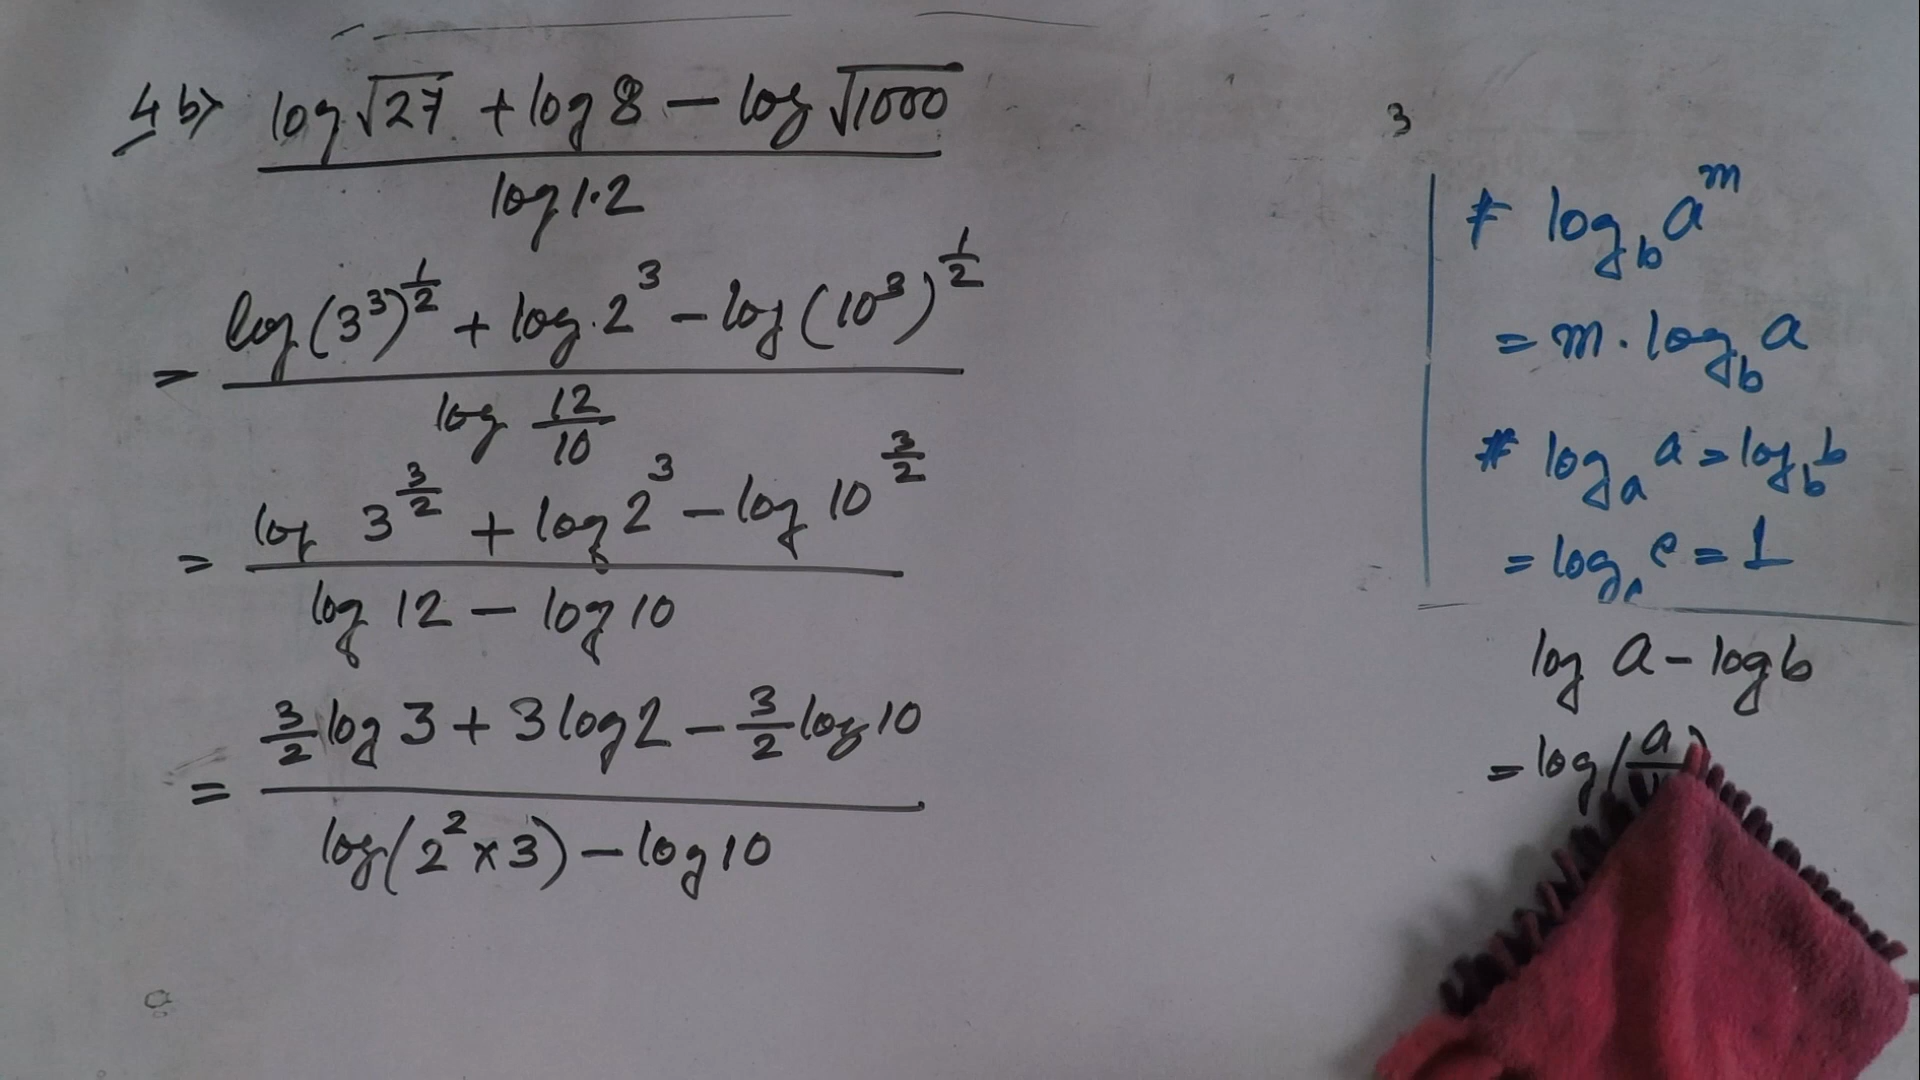 4b> log√27 + log 8 − log √1000
log 1·2
= log (3³)^½ + log 2³ − log (10³)^½
log 12/10
= log 3^(3/2) + log 2³ − log 10^(3/2)
log 12 − log 10
= 3/2 log 3 + 3 log 2 − 3/2 log 10
log (2² × 3) − log 10
3
* log_b a^m
= m · log_b a
# log_a a = log_b b
= log_e e = 1
log a − log b
= log (a